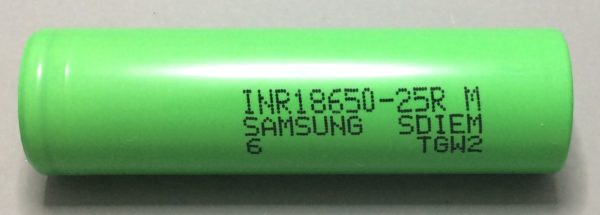 INR18650-25R M
SAMSUNG SDIEM
6 TGW2